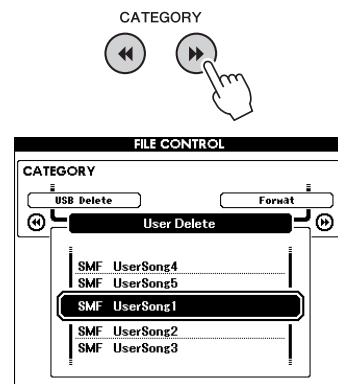 CATEGORY
FILE CONTROL
CATEGORY
USB Delete Format
User Delete
SMF UserSong4
SMF UserSong5
SMF UserSong1
SMF UserSong2
SMF UserSong3